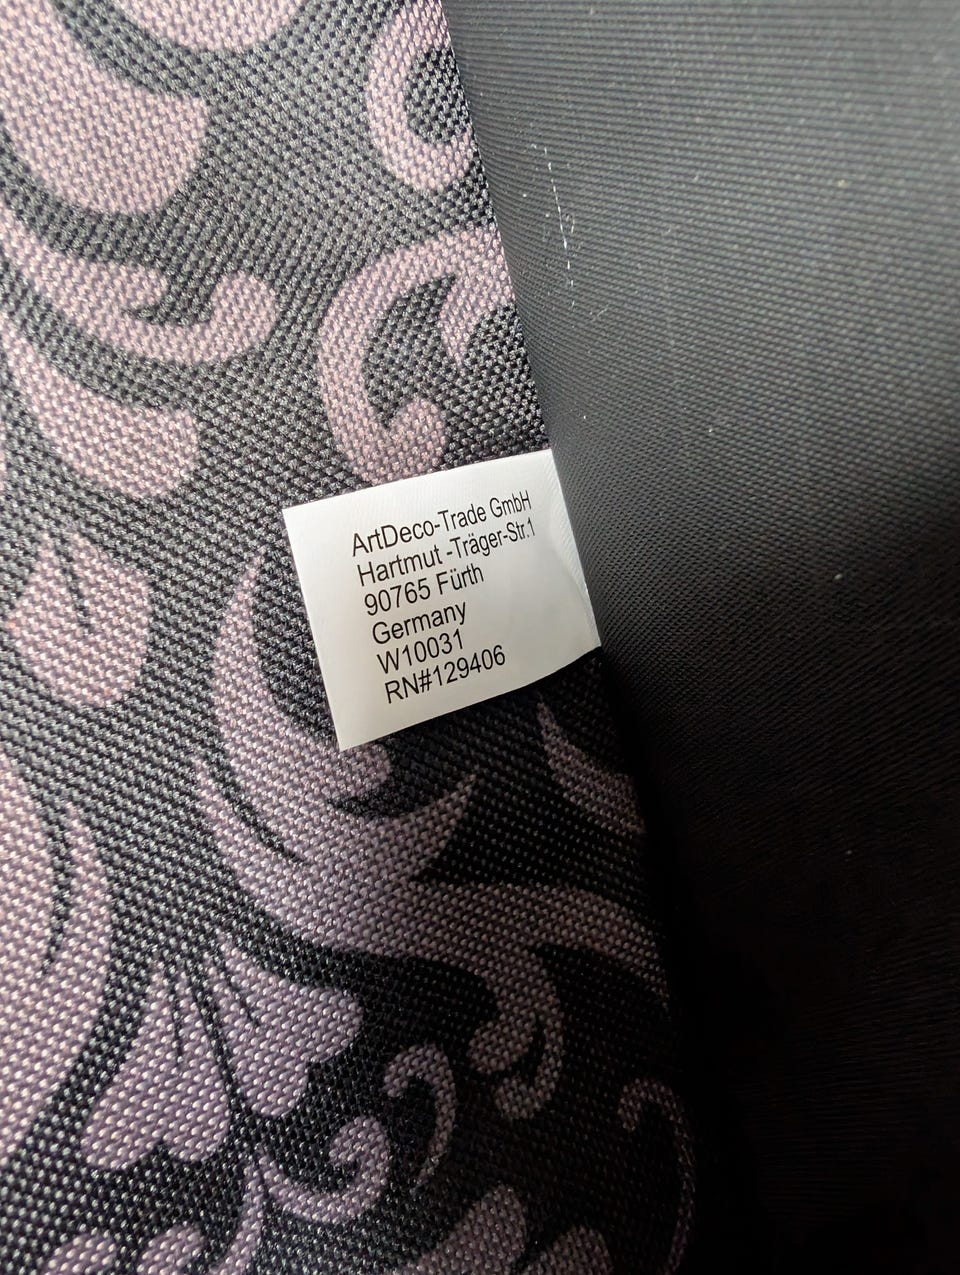 ArtDeco-Trade GmbH
Hartmut -Träger-Str.1
90765 Fürth
Germany
W10031
RN#129406